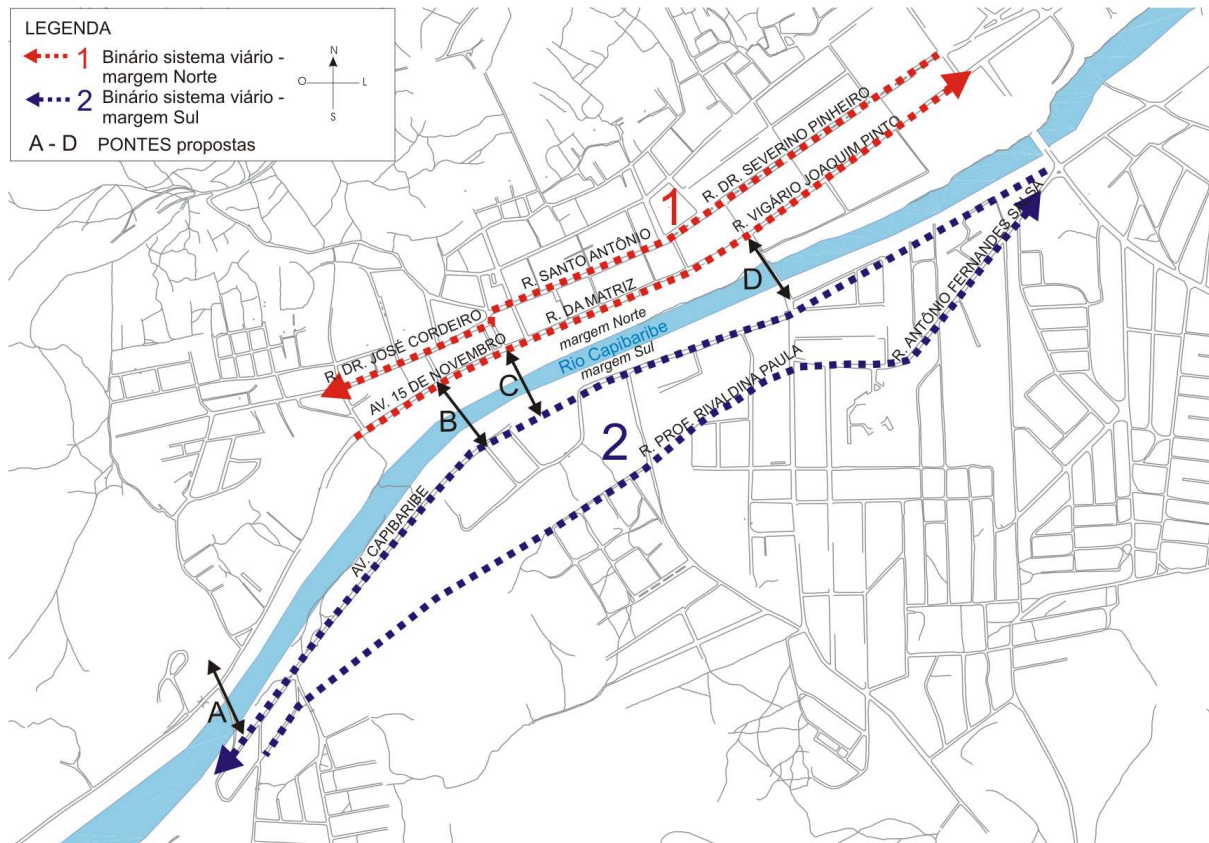 LEGENDA
1 Binário sistema viário -
margem Norte
2 Binário sistema viário -
margem Sul
A - D PONTES propostas
N
O L
S
1
R. DR. SEVERINO PINHEIRO
R. VIGÁRIO JOAQUIM PINTO
R. SANTO ANTÔNIO
R. DA MATRIZ
R. DR. JOSÉ CORDEIRO
AV. 15 DE NOVEMBRO
margem Norte
Rio Capibaribe
margem Sul
D
C
B
A
2
R. ANTÔNIO FERNANDES SALSA
R. PROF. RIVALDINA PAULA
AV. CAPIBARIBE